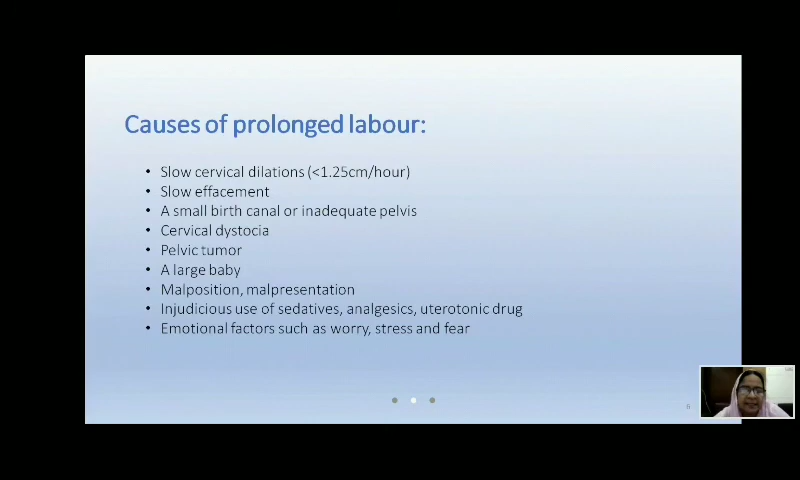 Causes of prolonged labour:
• Slow cervical dilations (<1.25cm/hour)
• Slow effacement
• A small birth canal or inadequate pelvis
• Cervical dystocia
• Pelvic tumor
• A large baby
• Malposition, malpresentation
• Injudicious use of sedatives, analgesics, uterotonic drug
• Emotional factors such as worry, stress and fear